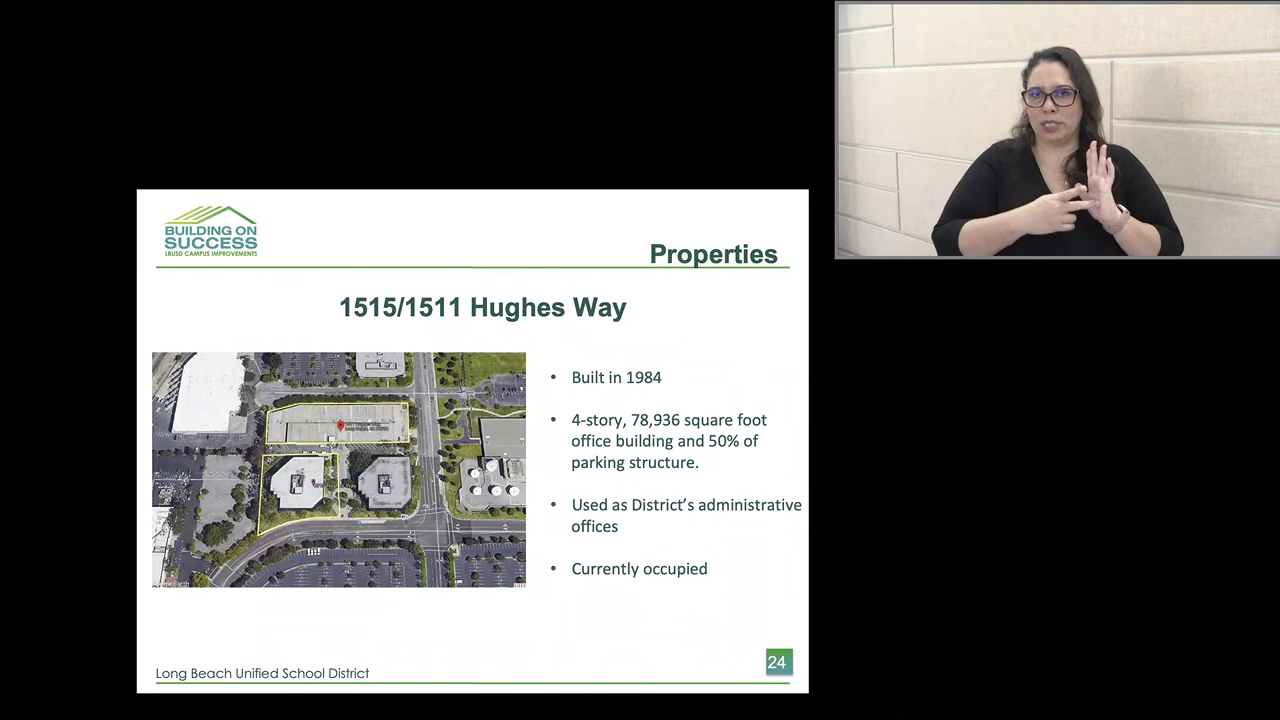 BUILDING ON
SUCCESS
LBUSD CAMPUS IMPROVEMENTS
Properties
1515/1511 Hughes Way
• Built in 1984
• 4-story, 78,936 square foot
office building and 50% of
parking structure.
• Used as District’s administrative
offices
• Currently occupied
Long Beach Unified School District
24